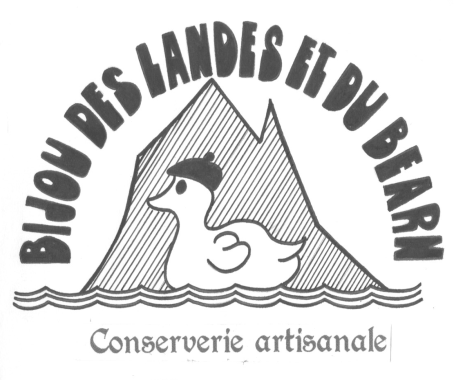 BIJOU DES LANDES ET DU BEARN
Conserverie artisanale